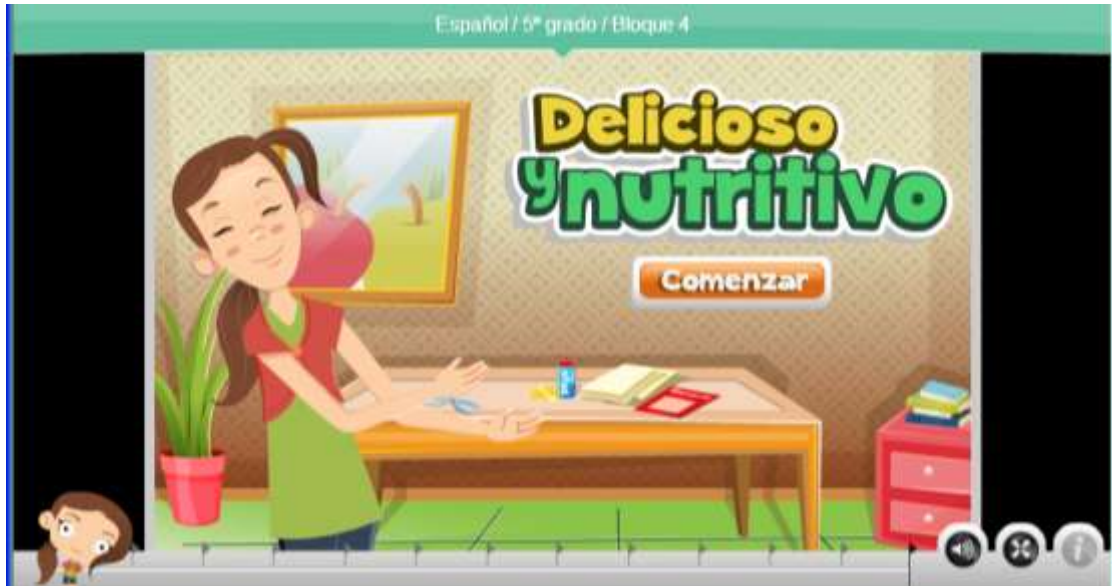 Español / 5º grado / Bloque 4
Delicioso
y nutritivo
Comenzar
i